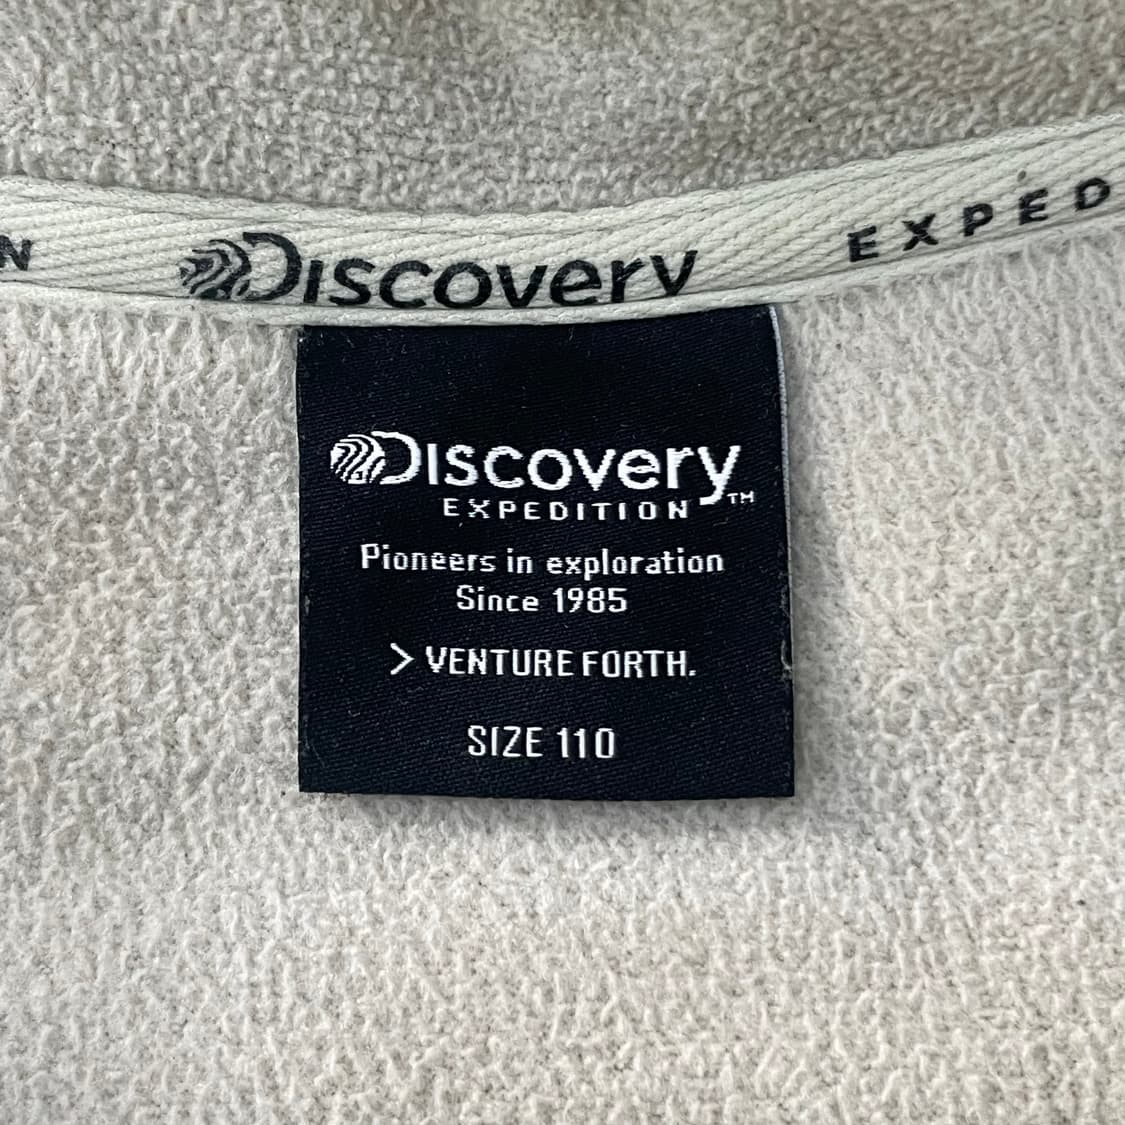 N Discovery EXPED
Discovery TM
EXPEDITION
Pioneers in exploration
Since 1985
> VENTURE FORTH.
SIZE 110